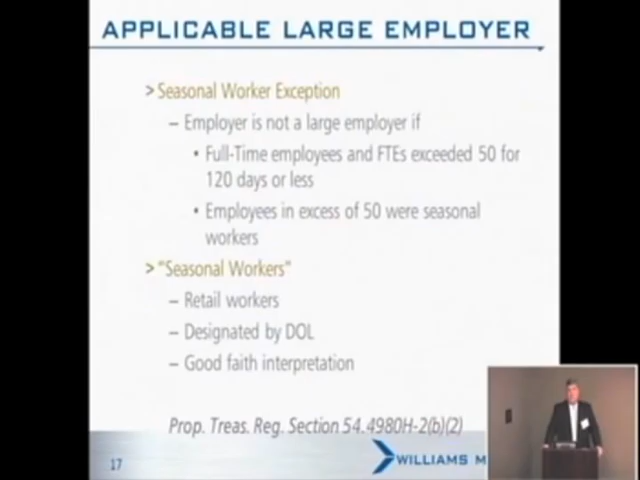 APPLICABLE LARGE EMPLOYER
> Seasonal Worker Exception
– Employer is not a large employer if
• Full-Time employees and FTEs exceeded 50 for
120 days or less
• Employees in excess of 50 were seasonal
workers
> "Seasonal Workers"
– Retail workers
– Designated by DOL
– Good faith interpretation
Prop. Treas. Reg. Section 54.4980H-2(b)(2)
17
WILLIAMS M